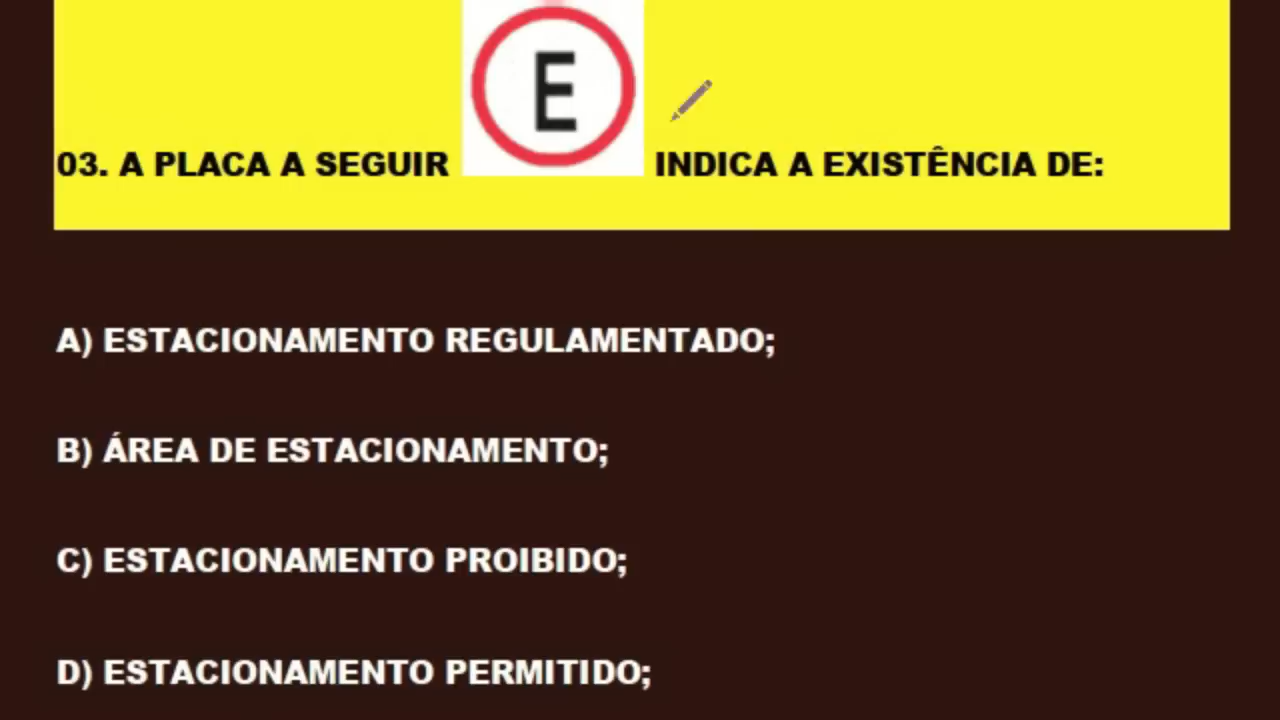 E
03. A PLACA A SEGUIR INDICA A EXISTÊNCIA DE:
A) ESTACIONAMENTO REGULAMENTADO;
B) ÁREA DE ESTACIONAMENTO;
C) ESTACIONAMENTO PROIBIDO;
D) ESTACIONAMENTO PERMITIDO;